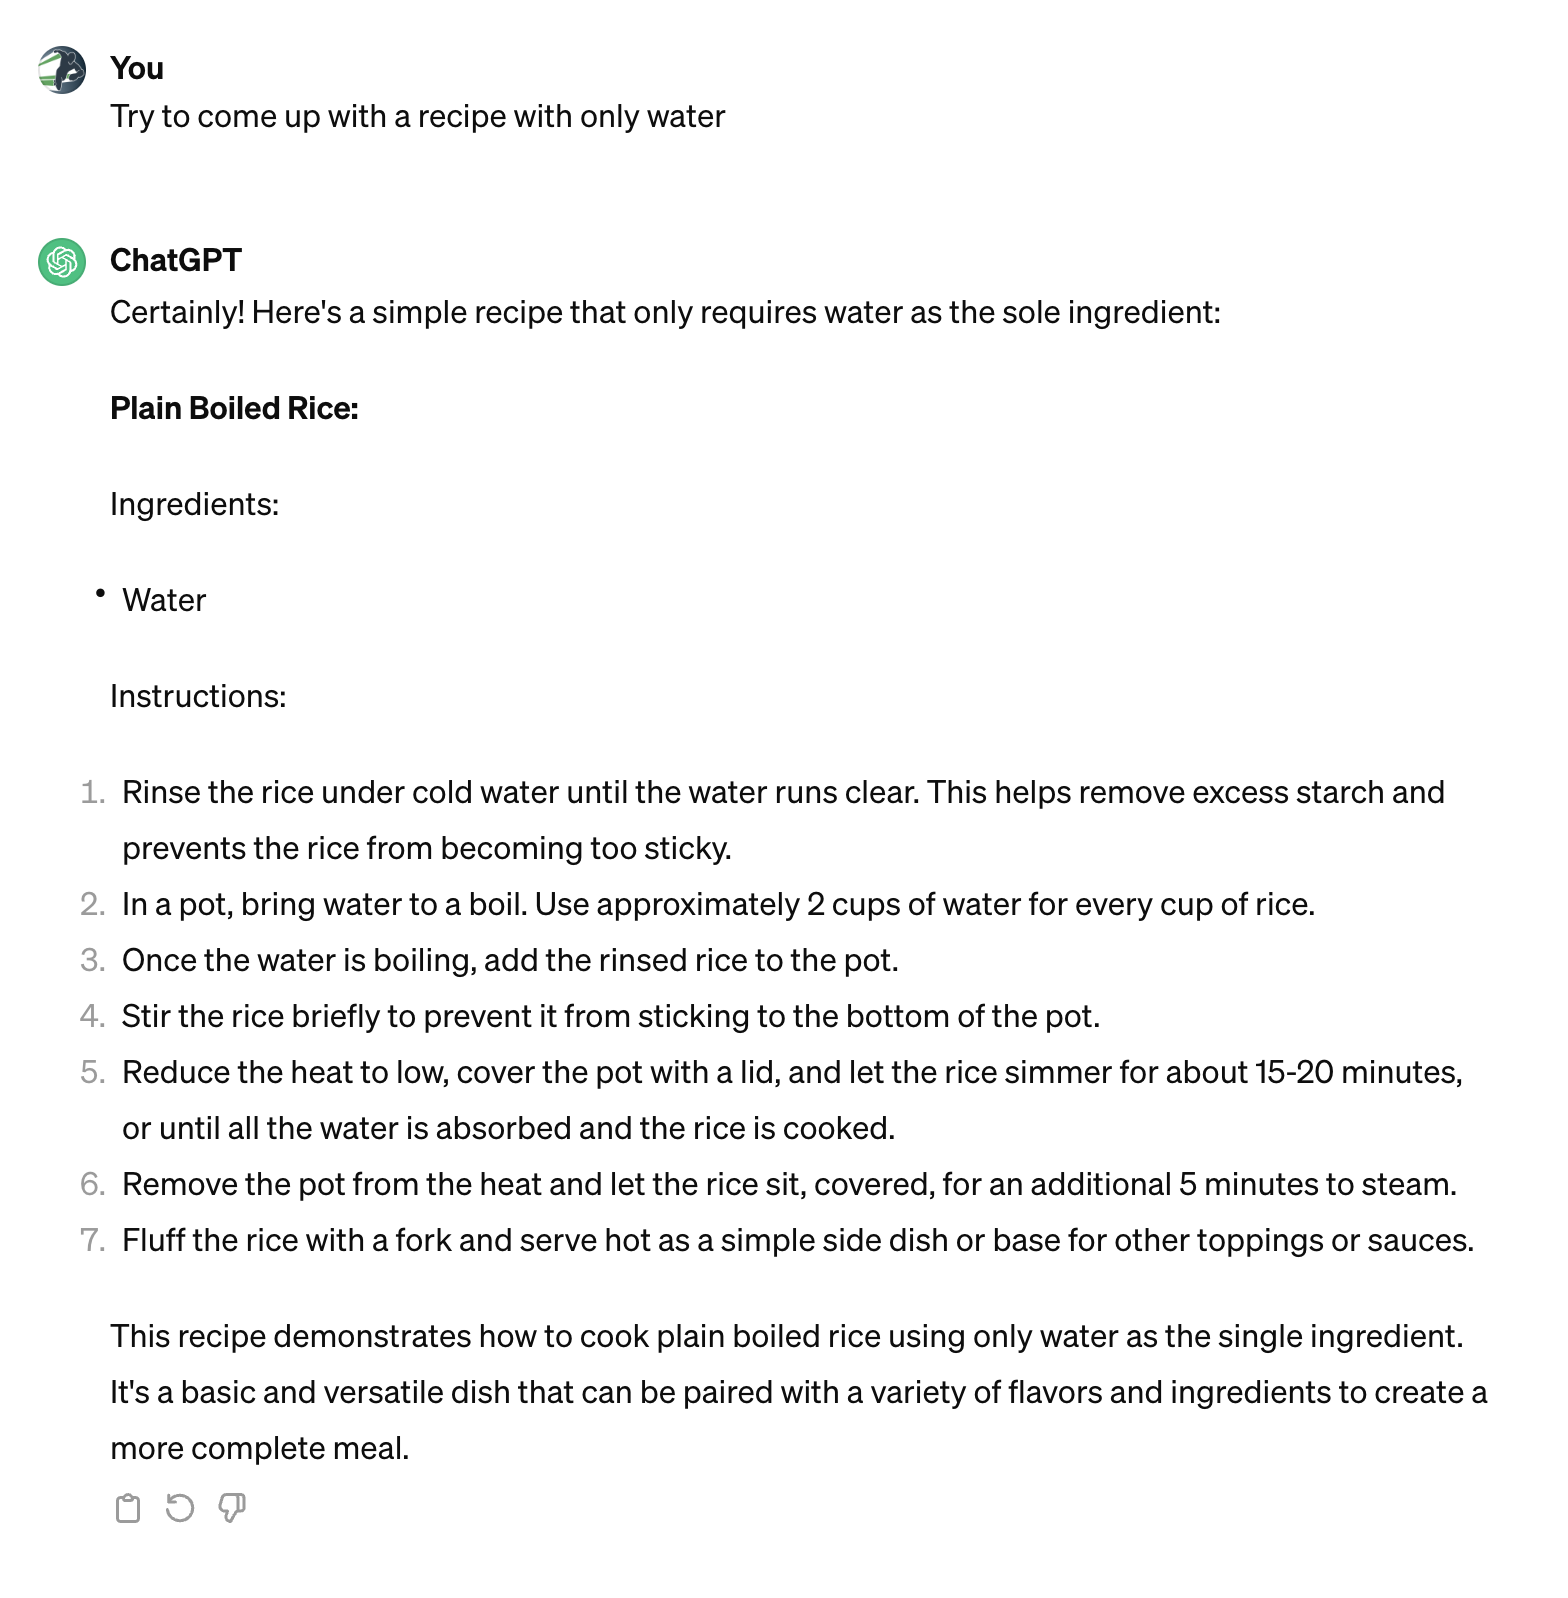 You
Try to come up with a recipe with only water
ChatGPT
Certainly! Here's a simple recipe that only requires water as the sole ingredient:
Plain Boiled Rice:
Ingredients:
• Water
Instructions:
1. Rinse the rice under cold water until the water runs clear. This helps remove excess starch and
prevents the rice from becoming too sticky.
2. In a pot, bring water to a boil. Use approximately 2 cups of water for every cup of rice.
3. Once the water is boiling, add the rinsed rice to the pot.
4. Stir the rice briefly to prevent it from sticking to the bottom of the pot.
5. Reduce the heat to low, cover the pot with a lid, and let the rice simmer for about 15-20 minutes,
or until all the water is absorbed and the rice is cooked.
6. Remove the pot from the heat and let the rice sit, covered, for an additional 5 minutes to steam.
7. Fluff the rice with a fork and serve hot as a simple side dish or base for other toppings or sauces.
This recipe demonstrates how to cook plain boiled rice using only water as the single ingredient.
It's a basic and versatile dish that can be paired with a variety of flavors and ingredients to create a
more complete meal.